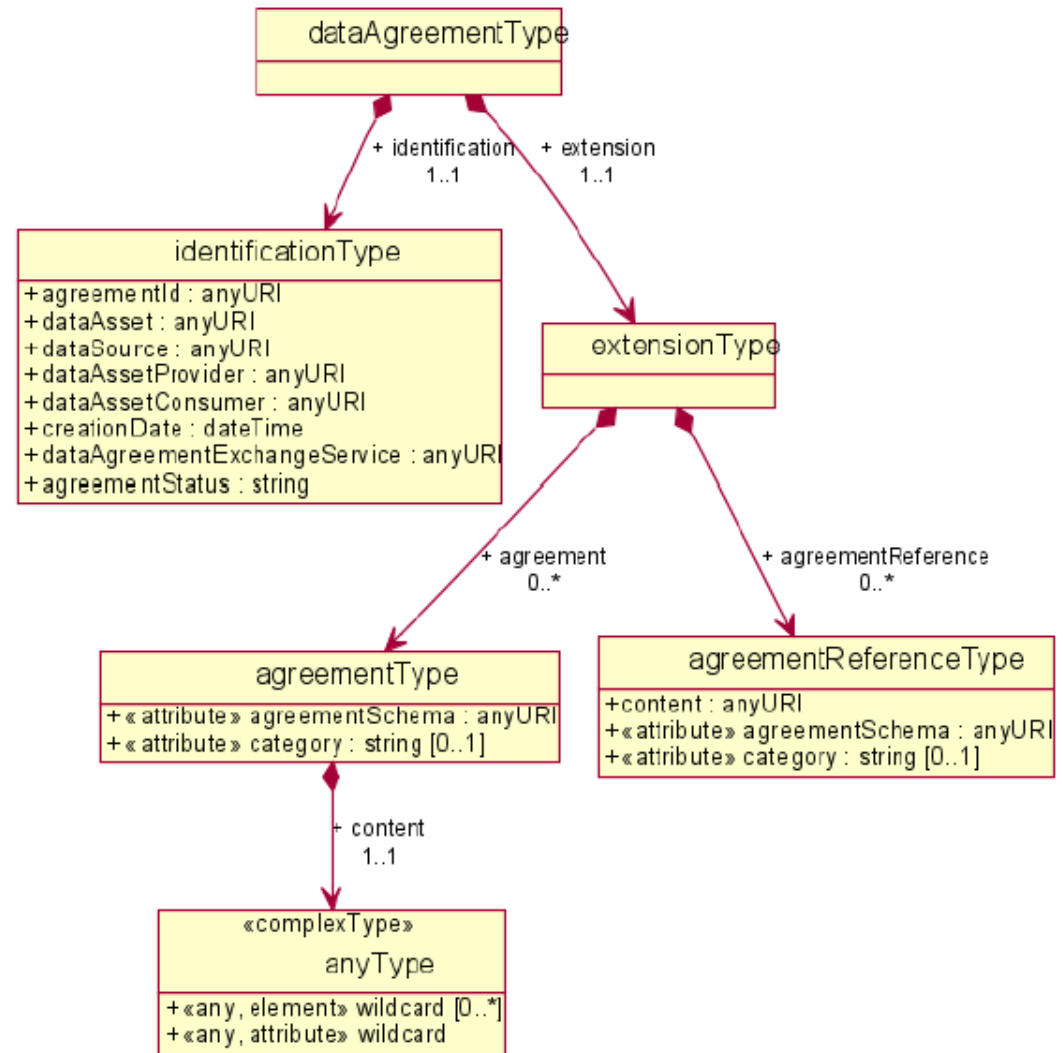 dataAgreementType
+ identification
1..1
+ extension
1..1
identificationType
+agreementId : anyURI
+dataAsset : anyURI
+dataSource : anyURI
+dataAssetProvider : anyURI
+dataAssetConsumer : anyURI
+creationDate : dateTime
+dataAgreementExchangeService : anyURI
+agreementStatus : string
extensionType
+ agreement
0..*
+ agreementReference
0..*
agreementType
+«attribute» agreementSchema : anyURI
+«attribute» category : string [0..1]
agreementReferenceType
+content : anyURI
+«attribute» agreementSchema : anyURI
+«attribute» category : string [0..1]
+ content
1..1
«complexType»
anyType
+«any, element» wildcard [0..*]
+«any, attribute» wildcard